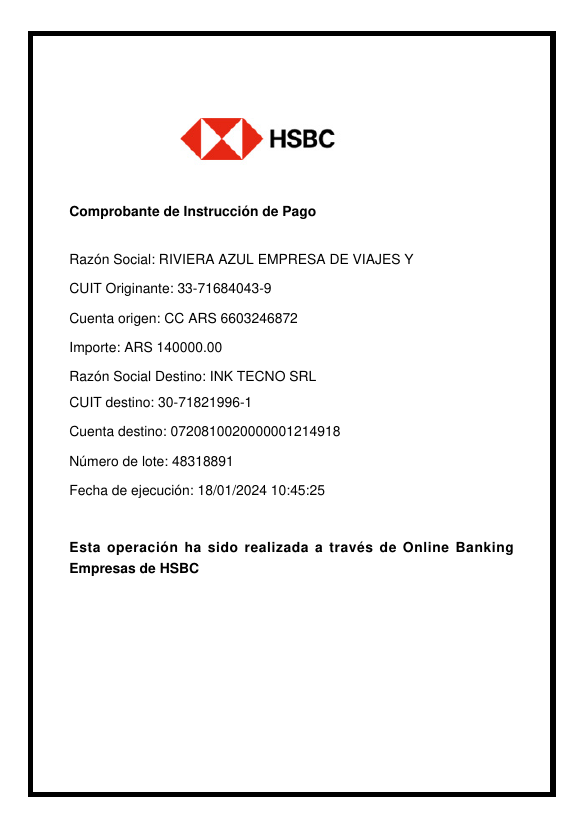 HSBC
Comprobante de Instrucción de Pago
Razón Social: RIVIERA AZUL EMPRESA DE VIAJES Y
CUIT Originante: 33-71684043-9
Cuenta origen: CC ARS 6603246872
Importe: ARS 140000.00
Razón Social Destino: INK TECNO SRL
CUIT destino: 30-71821996-1
Cuenta destino: 0720810020000001214918
Número de lote: 48318891
Fecha de ejecución: 18/01/2024 10:45:25
Esta operación ha sido realizada a través de Online Banking
Empresas de HSBC